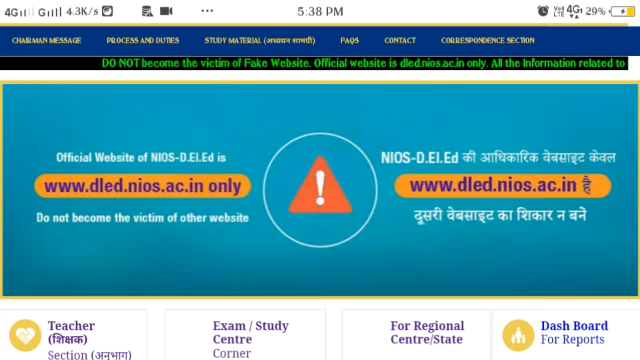 4G 4G 4.3K/s 5:38 PM VoLTE 4G 29%
CHAIRMAN MESSAGE PROCESS AND DUTIES STUDY MATERIAL (अध्ययन सामग्री) FAQS CONTACT CORRESPONDENCE SECTION
DO NOT become the victim of Fake Website. Official website is dled.nios.ac.in only. All the Information related to
Official Website of NIOS-D.El.Ed is
www.dled.nios.ac.in only
Do not become the victim of other website
NIOS-D.El.Ed की आधिकारिक वेबसाइट केवल
www.dled.nios.ac.in है
दूसरी वेबसाइट का शिकार न बनें
Teacher
(शिक्षक)
Section (अनुभाग)
Exam / Study
Centre
Corner
For Regional
Centre/State
Dash Board
For Reports